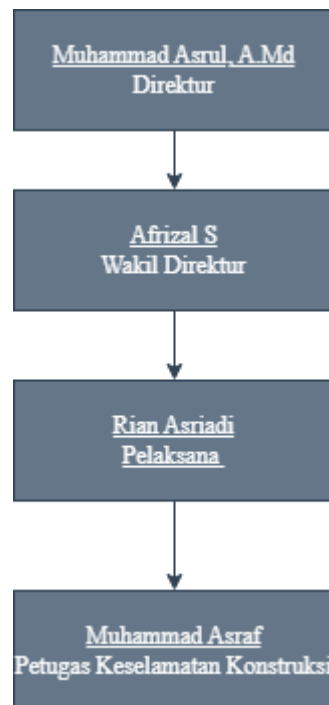 Muhammad Asrul, A.Md
Direktur
Afrizal S
Wakil Direktur
Rian Asriadi
Pelaksana
Muhammad Asraf
Petugas Keselamatan Konstruksi